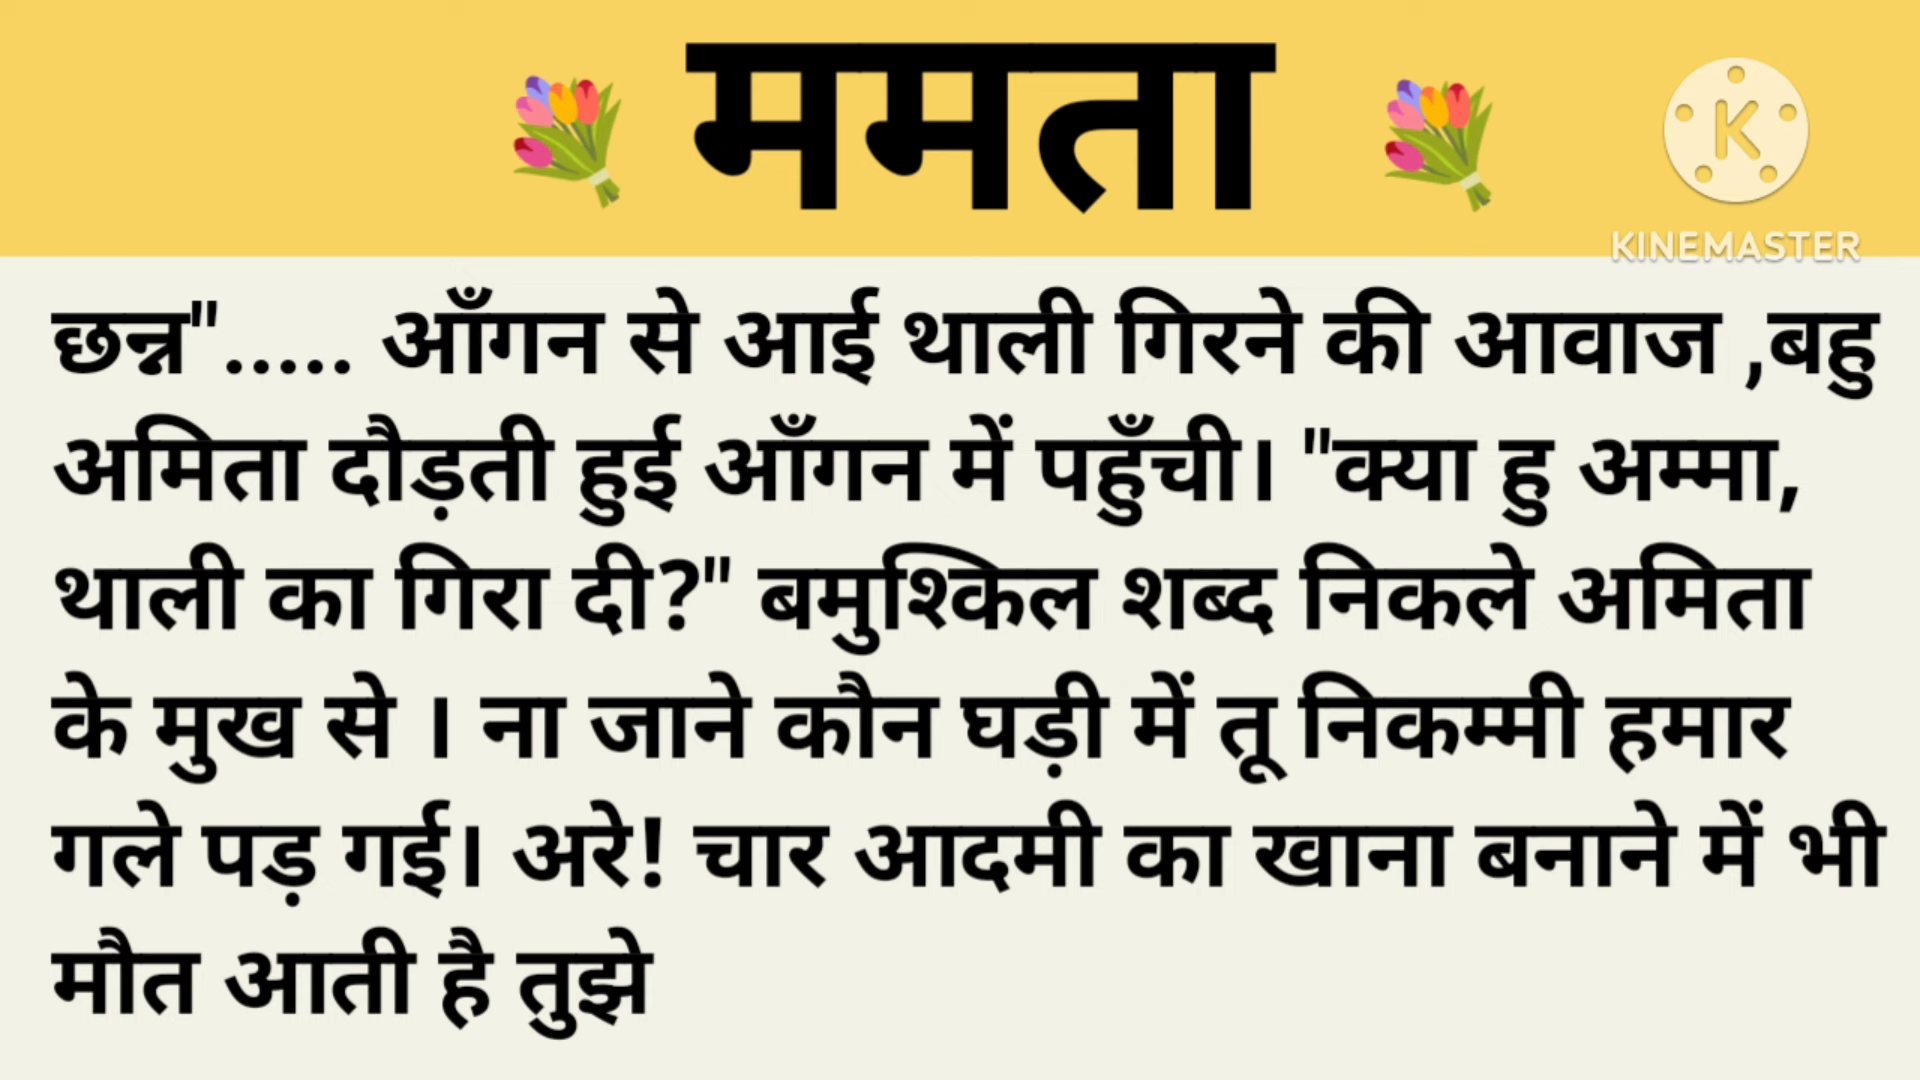 ममता
KINEMASTER
छन्न"..... आँगन से आई थाली गिरने की आवाज ,बहु
अमिता दौड़ती हुई आँगन में पहुँची। "क्या हु अम्मा,
थाली का गिरा दी?" बमुश्किल शब्द निकले अमिता
के मुख से । ना जाने कौन घड़ी में तू निकम्मी हमार
गले पड़ गई। अरे! चार आदमी का खाना बनाने में भी
मौत आती है तुझे